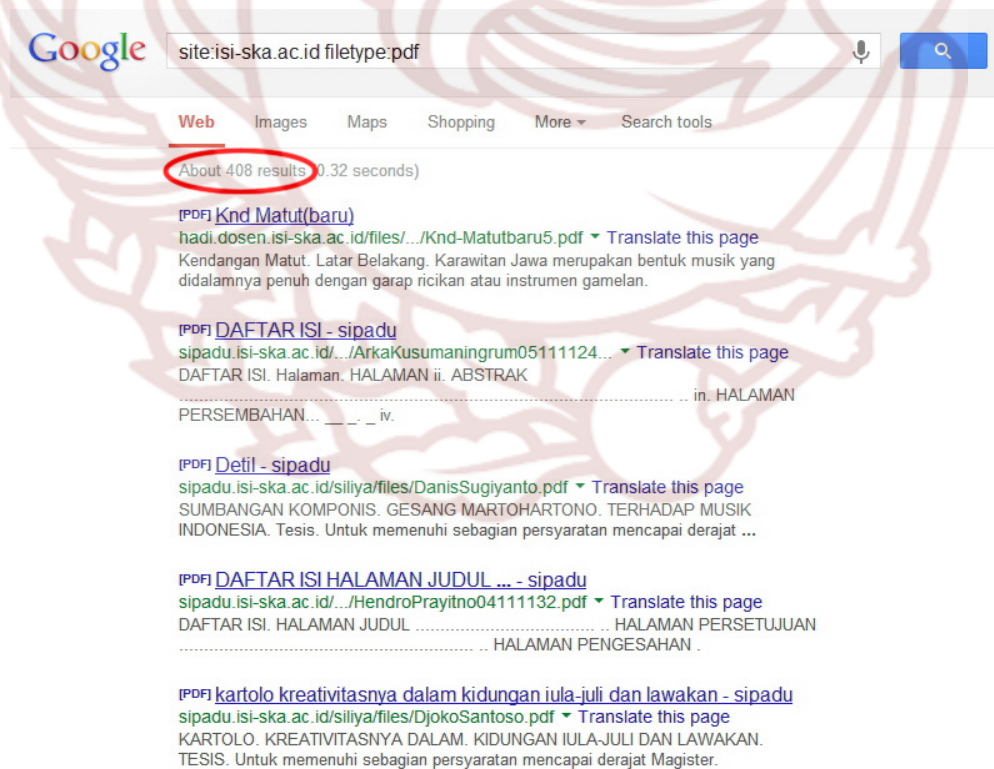 Google site:isi-ska.ac.id filetype:pdf
Web Images Maps Shopping More Search tools
About 408 results (0.32 seconds)
[PDF] Knd Matut(baru)
hadi.dosen.isi-ska.ac.id/files/.../Knd-Matutbaru5.pdf Translate this page
Kendangan Matut. Latar Belakang. Karawitan Jawa merupakan bentuk musik yang
didalamnya penuh dengan garap ricikan atau instrumen gamelan.
[PDF] DAFTAR ISI - sipadu
sipadu.isi-ska.ac.id/.../ArkaKusumaningrum05111124... Translate this page
DAFTAR ISI. Halaman. HALAMAN ii. ABSTRAK
................................................................................................ .. in. HALAMAN
PERSEMBAHAN... __ _. _ iv.
[PDF] Detil - sipadu
sipadu.isi-ska.ac.id/siliya/files/DanisSugiyanto.pdf Translate this page
SUMBANGAN KOMPONIS. GESANG MARTOHARTONO. TERHADAP MUSIK
INDONESIA. Tesis. Untuk memenuhi sebagian persyaratan mencapai derajat ...
[PDF] DAFTAR ISI HALAMAN JUDUL ... - sipadu
sipadu.isi-ska.ac.id/.../HendroPrayitno04111132.pdf Translate this page
DAFTAR ISI. HALAMAN JUDUL ................................... .. HALAMAN PERSETUJUAN
......................................................... .. HALAMAN PENGESAHAN .
[PDF] kartolo kreativitasnya dalam kidungan iula-juli dan lawakan - sipadu
sipadu.isi-ska.ac.id/siliya/files/DjokoSantoso.pdf Translate this page
KARTOLO. KREATIVITASNYA DALAM. KIDUNGAN IULA-JULI DAN LAWAKAN.
TESIS. Untuk memenuhi sebagian persyaratan mencapai derajat Magister.